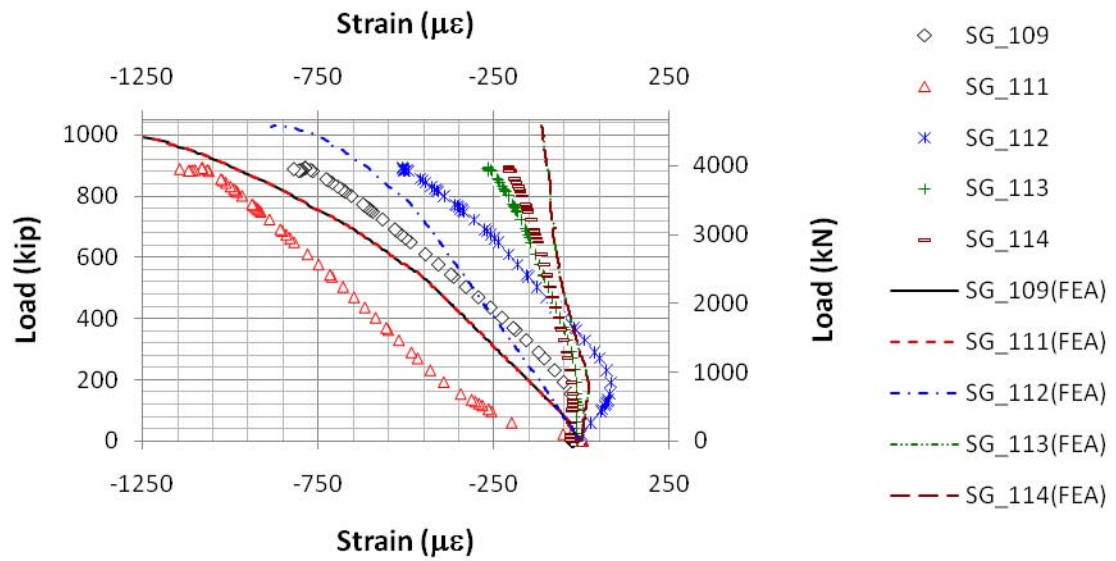 Strain (με)
-1250 -750 -250 250
1000
800
600
400
200
0
Load (kip)
4000
3000
2000
1000
0
Load (kN)
-1250 -750 -250 250
Strain (με)
SG_109
SG_111
SG_112
SG_113
SG_114
SG_109(FEA)
SG_111(FEA)
SG_112(FEA)
SG_113(FEA)
SG_114(FEA)